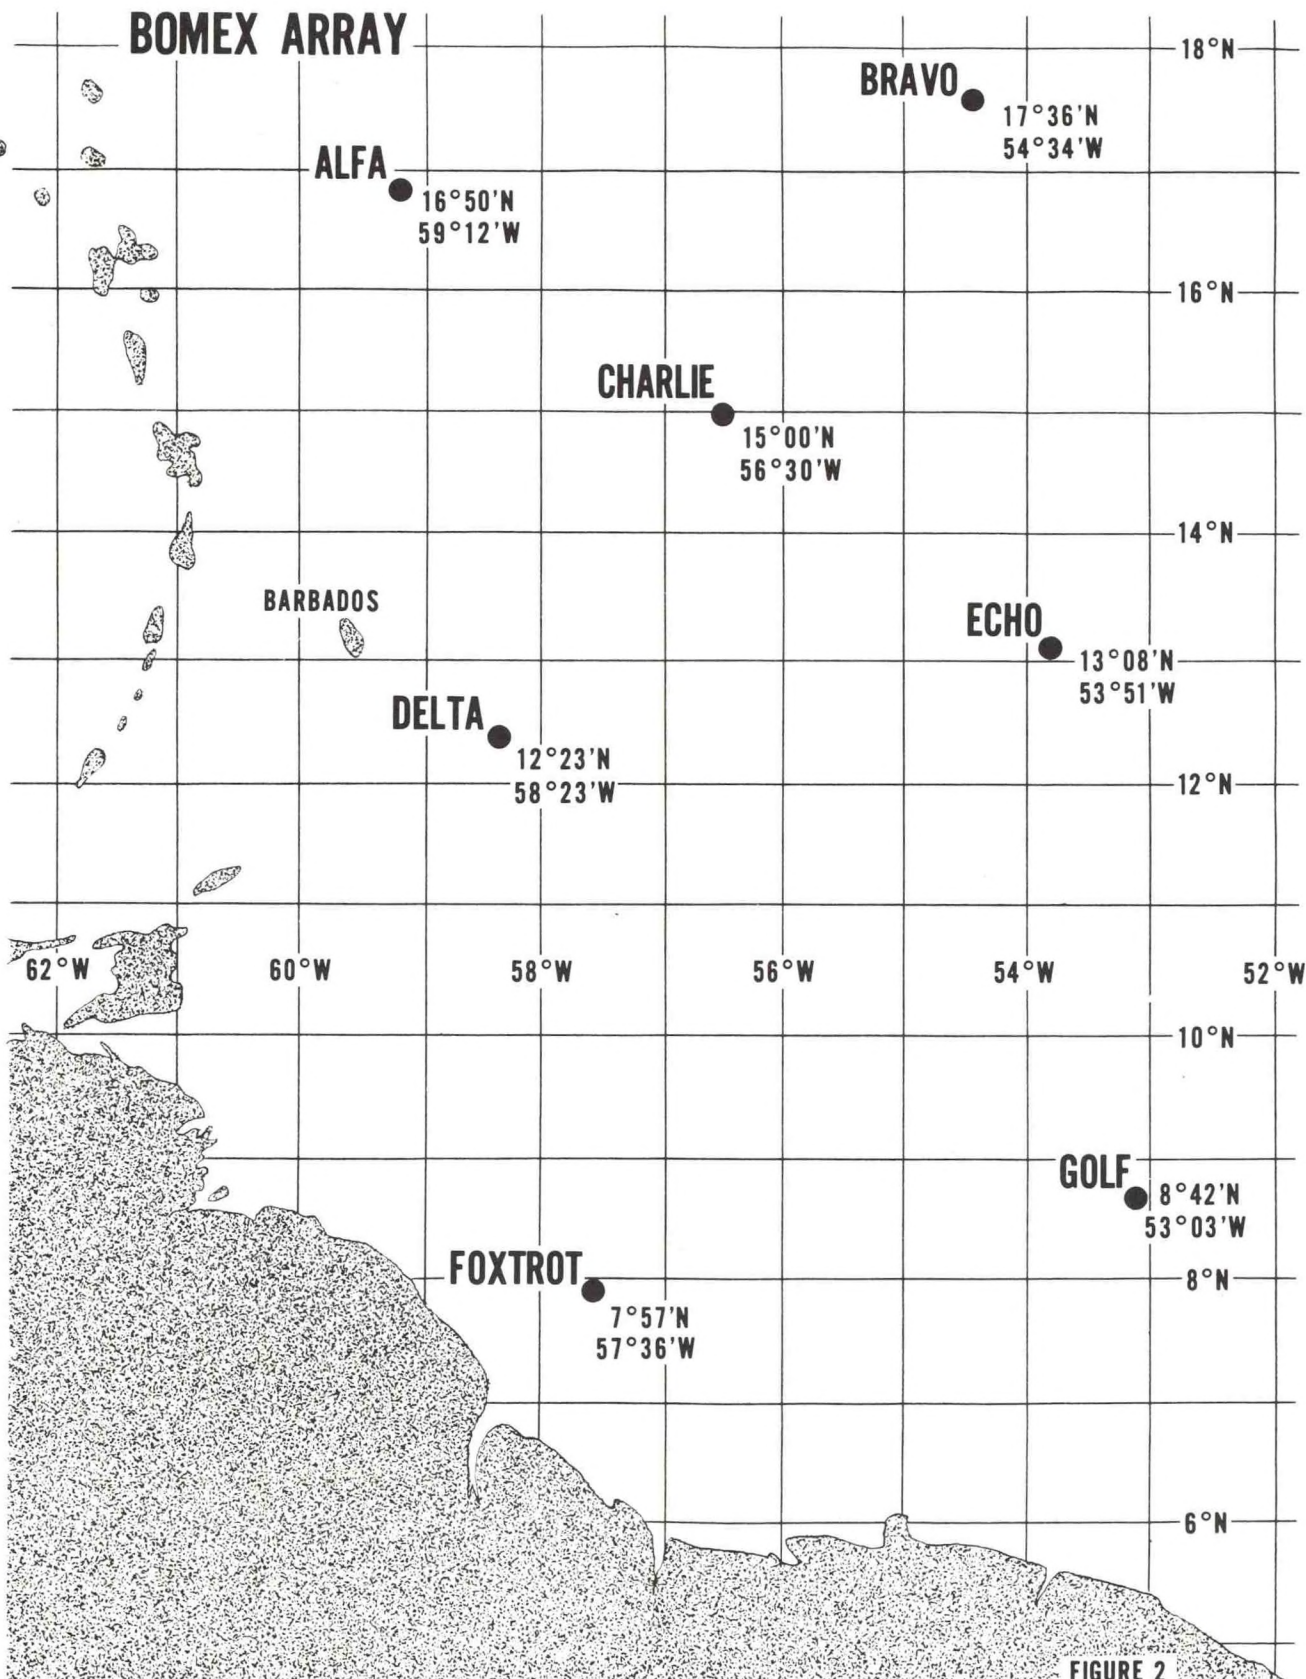 BOMEX ARRAY
18°N
BRAVO
17°36'N
54°34'W
ALFA
16°50'N
59°12'W
16°N
CHARLIE
15°00'N
56°30'W
14°N
BARBADOS
ECHO
13°08'N
53°51'W
DELTA
12°23'N
58°23'W
12°N
62°W 60°W 58°W 56°W 54°W 52°W
10°N
GOLF
8°42'N
53°03'W
FOXTROT
8°N
7°57'N
57°36'W
6°N
FIGURE 2